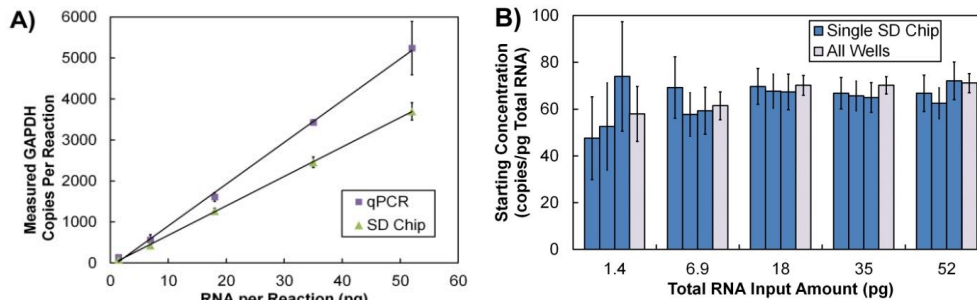 A)
Measured GAPDH
Copies Per Reaction
6000
5000
4000
3000
2000
1000
0
qPCR
SD Chip
0 10 20 30 40 50 60
RNA per Reaction (pg)
B)
Starting Concentration
(copies/pg Total RNA)
100
80
60
40
20
0
Single SD Chip
All Wells
1.4 6.9 18 35 52
Total RNA Input Amount (pg)